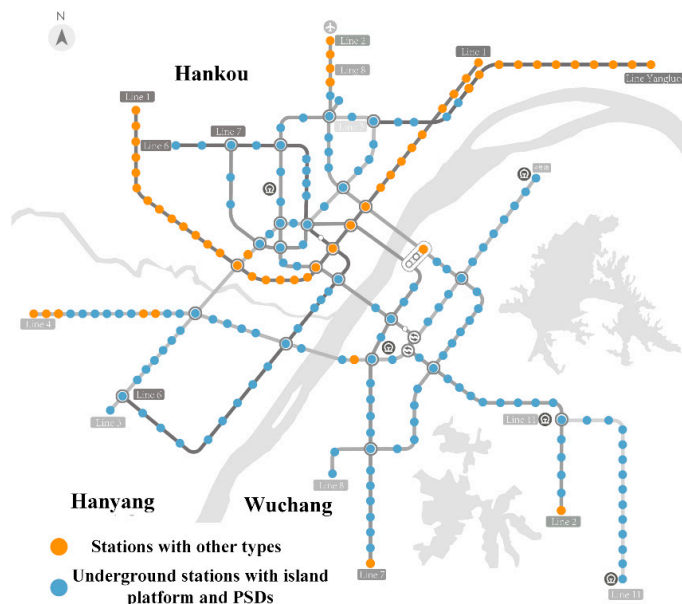 N
Line 2
Line 1
Hankou
Line 8
Line Yangluo
Line 1
Line 6
Line 7
Line 3
Line 4
Line 6
Line 3
Line 11
Hanyang
Wuchang
Line 8
Line 2
Stations with other types
Line 7
Line 11
Underground stations with island
platform and PSDs